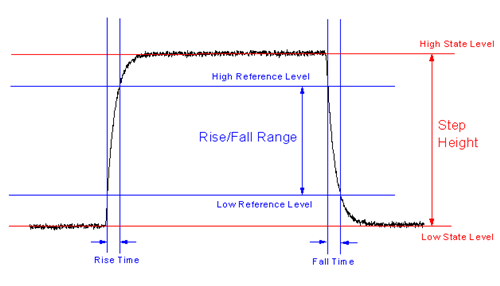 High State Level
High Reference Level
Step
Height
Rise/Fall Range
Low Reference Level
Low State Level
Rise Time
Fall Time